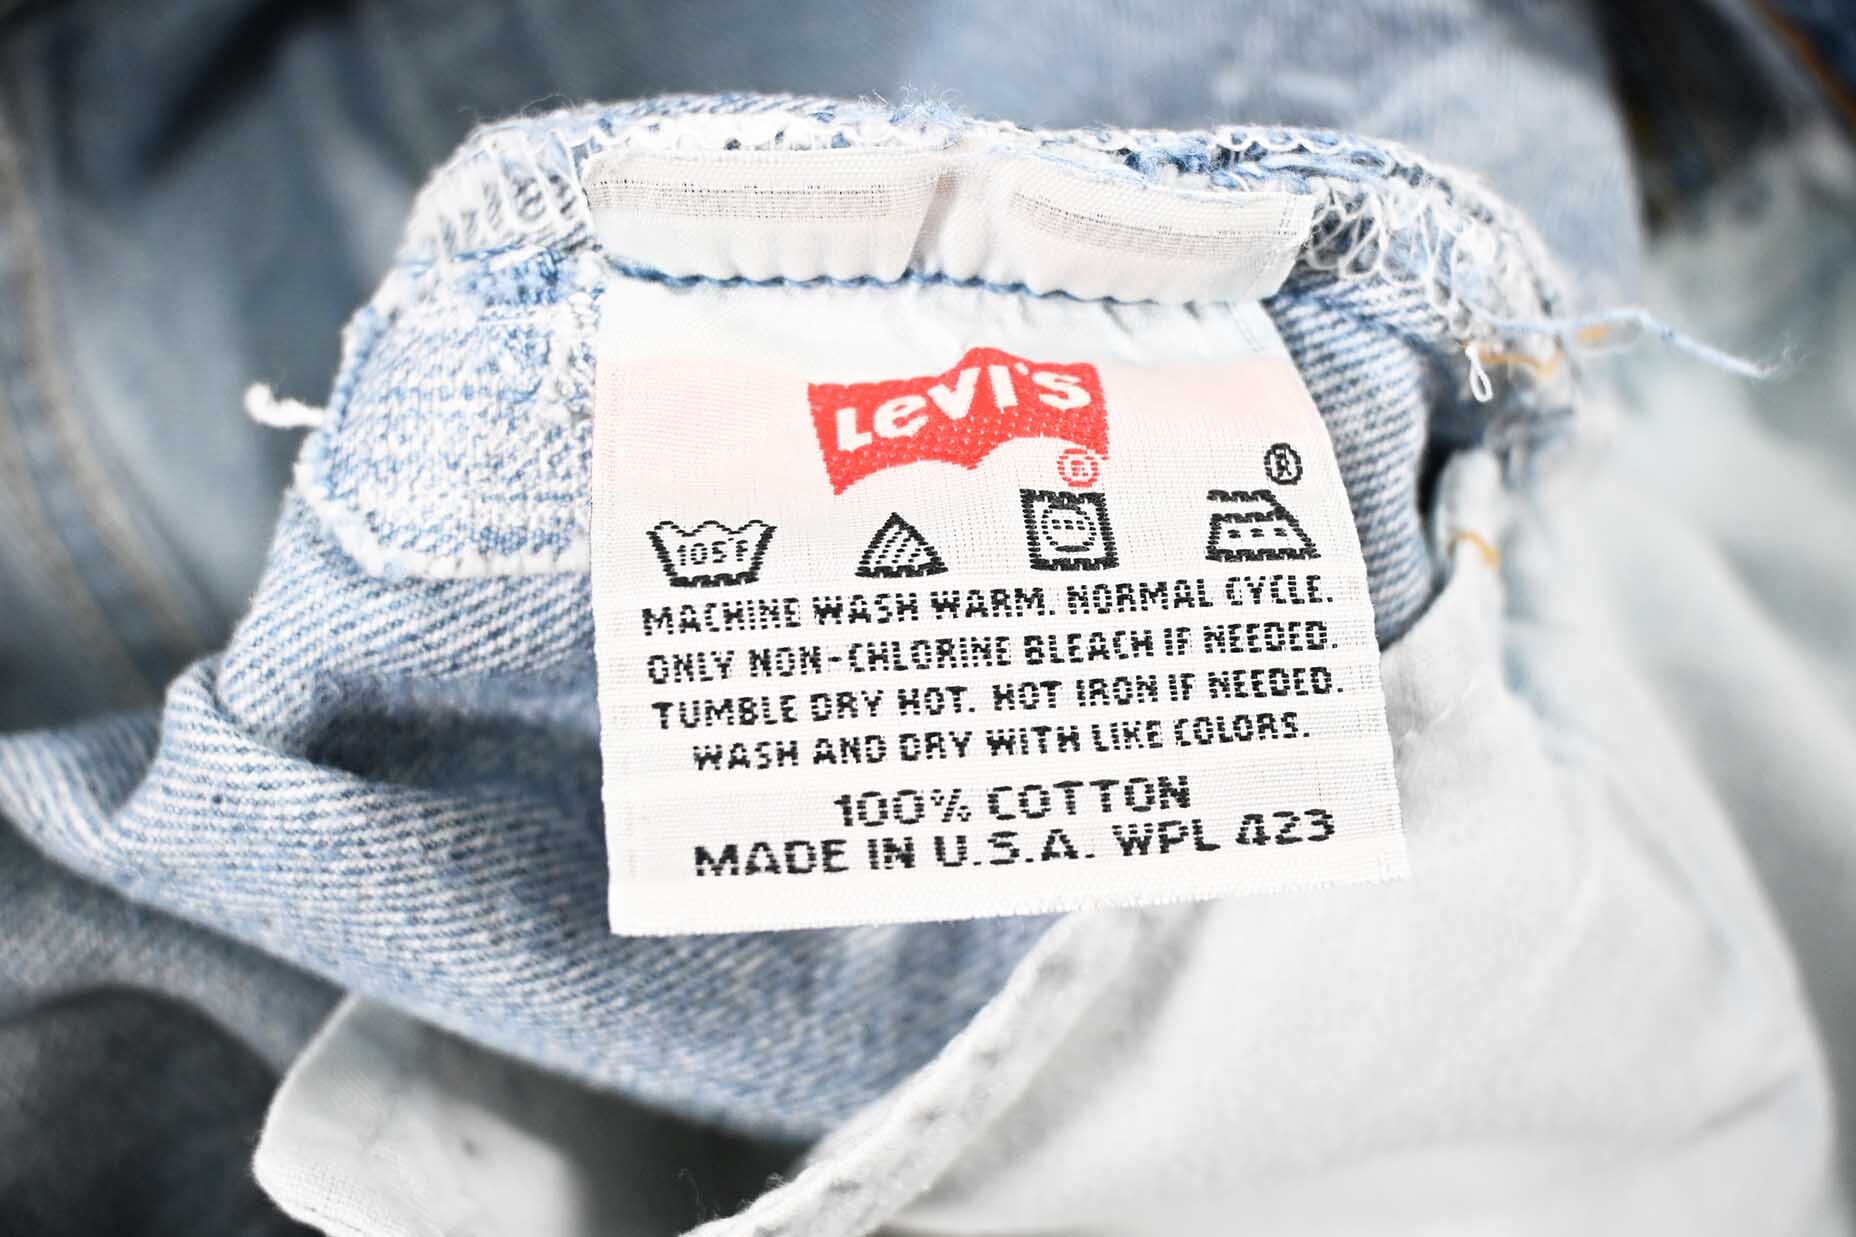 LEVI'S
®
®
105F
MACHINE WASH WARM. NORMAL CYCLE.
ONLY NON-CHLORINE BLEACH IF NEEDED.
TUMBLE DRY HOT. HOT IRON IF NEEDED.
WASH AND DRY WITH LIKE COLORS.
100% COTTON
MADE IN U.S.A. WPL 423